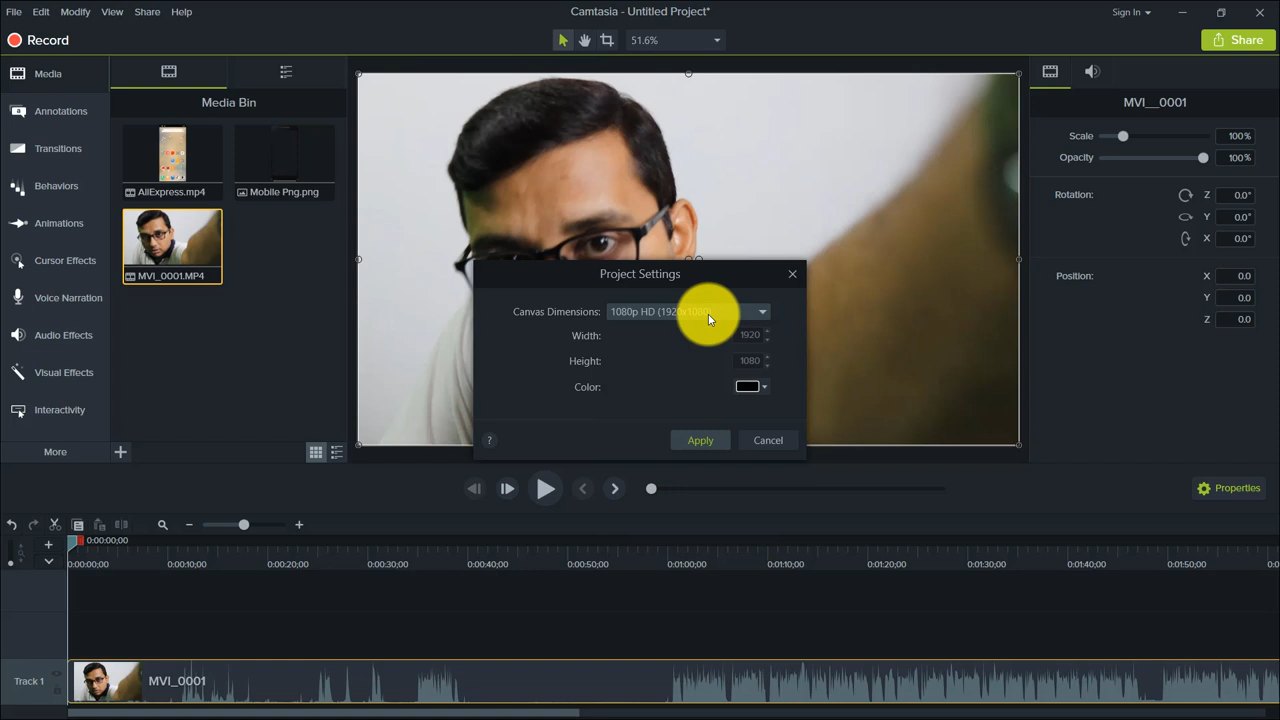 File Edit Modify View Share Help
Camtasia - Untitled Project*
Sign In
Record
51.6%
Share
Media
Annotations
Transitions
Behaviors
Animations
Cursor Effects
Voice Narration
Audio Effects
Visual Effects
Interactivity
More
Media Bin
AliExpress.mp4
Mobile Png.png
MVI_0001.MP4
Project Settings
Canvas Dimensions: 1080p HD (1920x1080)
Width: 1920
Height: 1080
Color:
?
Apply
Cancel
MVI__0001
Scale 100%
Opacity 100%
Rotation: Z 0.0°
Y 0.0°
X 0.0°
Position: X 0.0
Y 0.0
Z 0.0
Properties
0:00:00;00
0:00:00;00 0:00:10;00 0:00:20;00 0:00:30;00 0:00:40;00 0:00:50;00 0:01:00;00 0:01:10;00 0:01:20;00 0:01:30;00 0:01:40;00 0:01:50;00
Track 1
MVI_0001